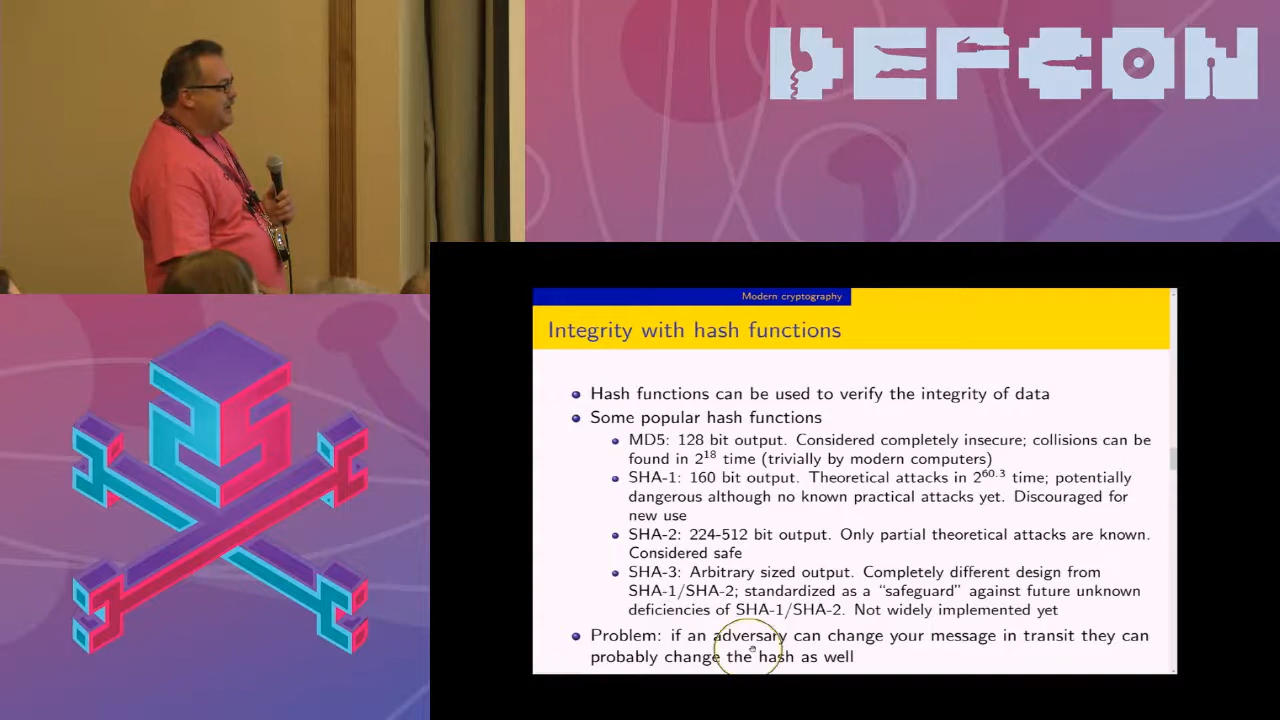 DEFCON
Modern cryptography
Integrity with hash functions
Hash functions can be used to verify the integrity of data
Some popular hash functions
MD5: 128 bit output. Considered completely insecure; collisions can be
found in 2^18 time (trivially by modern computers)
SHA-1: 160 bit output. Theoretical attacks in 2^60.3 time; potentially
dangerous although no known practical attacks yet. Discouraged for
new use
SHA-2: 224-512 bit output. Only partial theoretical attacks are known.
Considered safe
SHA-3: Arbitrary sized output. Completely different design from
SHA-1/SHA-2; standardized as a “safeguard” against future unknown
deficiencies of SHA-1/SHA-2. Not widely implemented yet
Problem: if an adversary can change your message in transit they can
probably change the hash as well
25